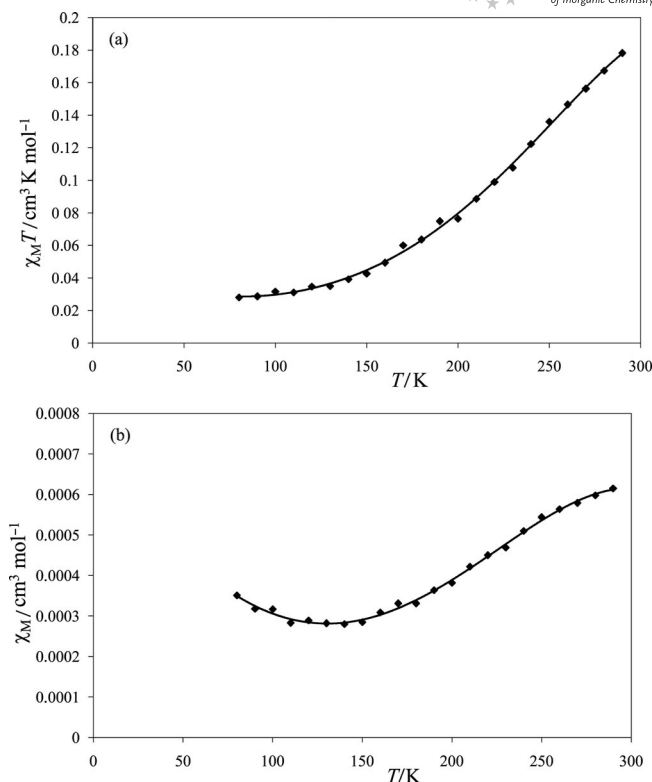 of Inorganic Chemistry
(a)
0.2
0.18
0.16
0.14
0.12
0.1
0.08
0.06
0.04
0.02
0
χMT/cm³ K mol⁻¹
0 50 100 150 200 250 300
T/K
(b)
0.0008
0.0007
0.0006
0.0005
0.0004
0.0003
0.0002
0.0001
0
χM/cm³ mol⁻¹
0 50 100 150 200 250 300
T/K